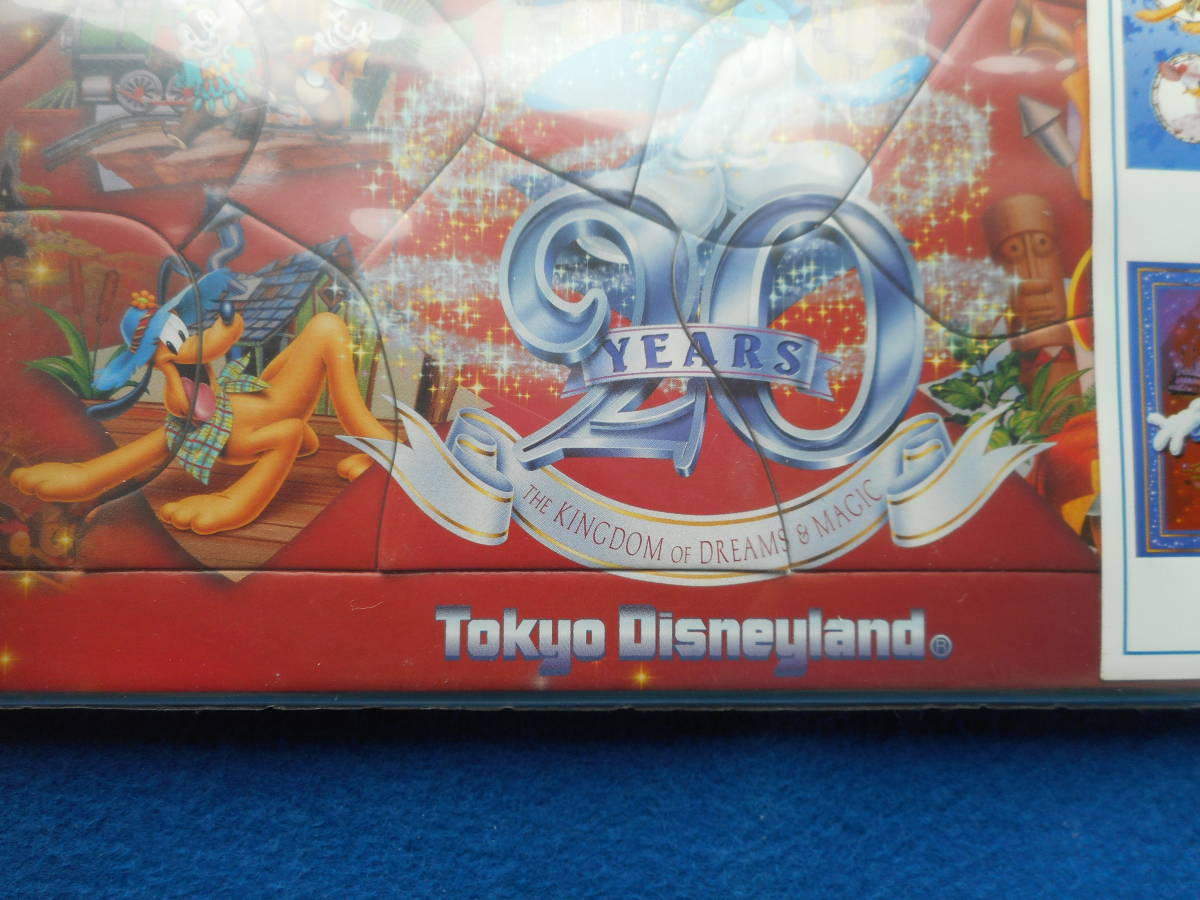 20
YEARS
THE KINGDOM OF DREAMS & MAGIC
Tokyo Disneyland®